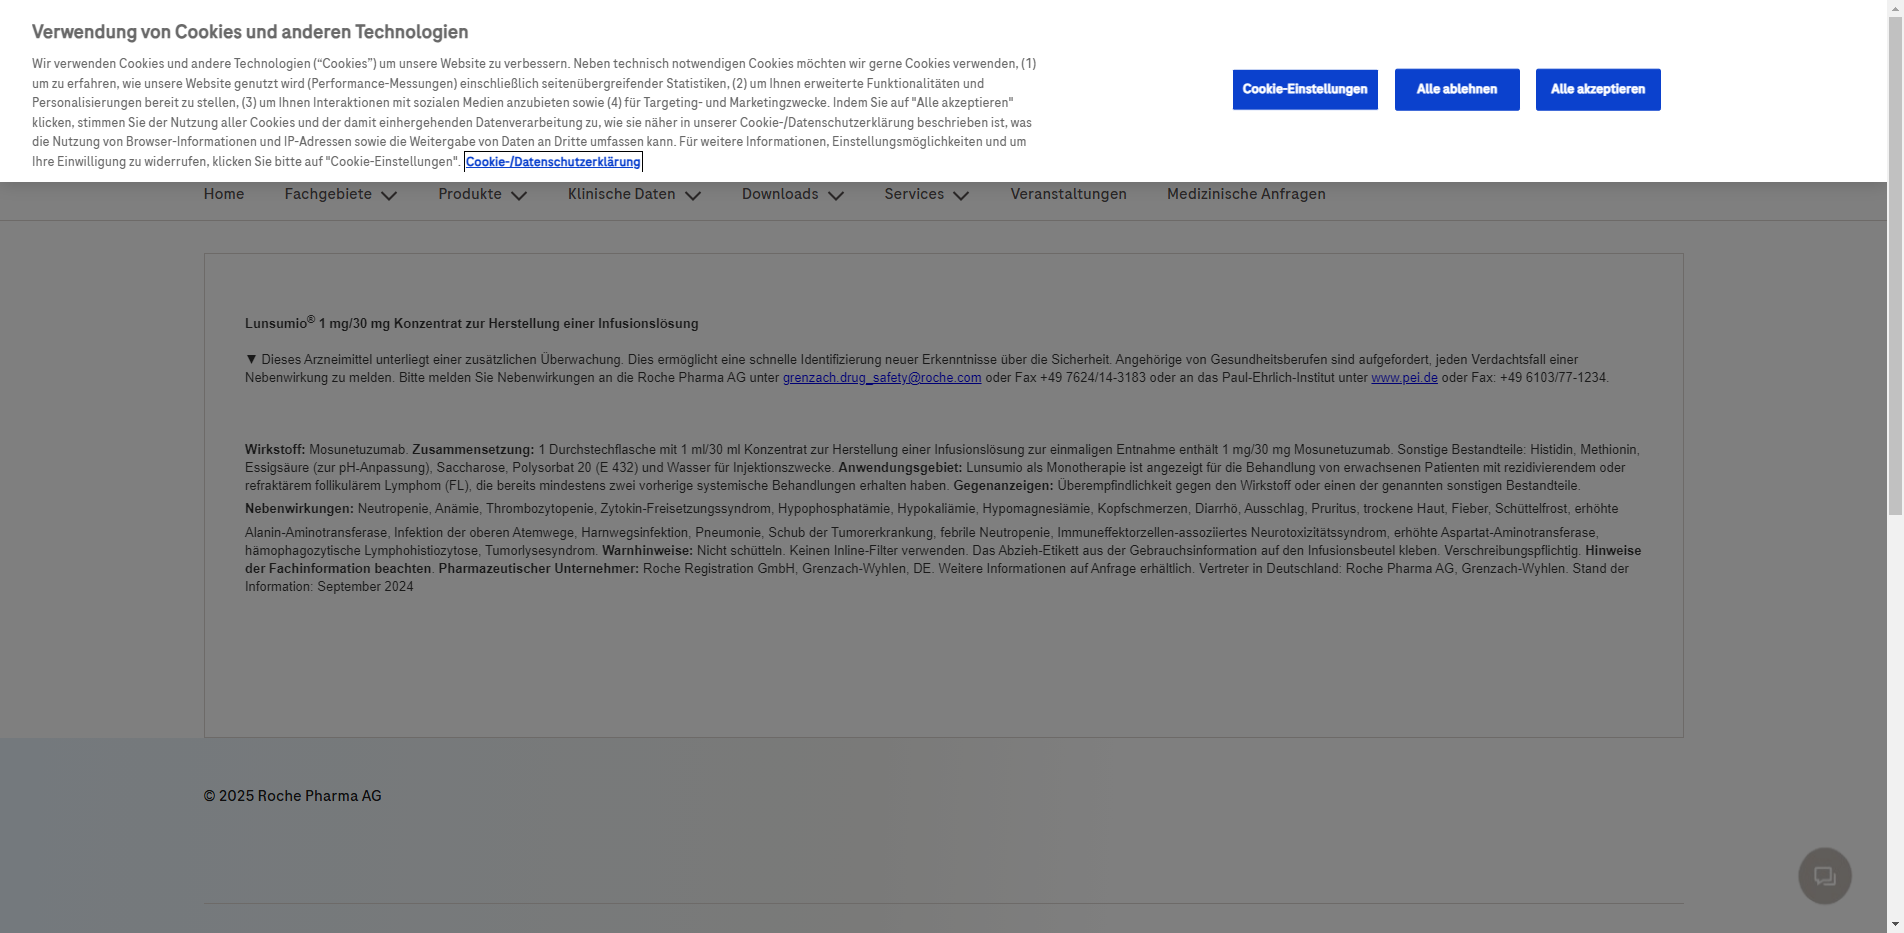 Verwendung von Cookies und anderen Technologien
Wir verwenden Cookies und andere Technologien (“Cookies”) um unsere Website zu verbessern. Neben technisch notwendigen Cookies möchten wir gerne Cookies verwenden, (1)
um zu erfahren, wie unsere Website genutzt wird (Performance-Messungen) einschließlich seitenübergreifender Statistiken, (2) um Ihnen erweiterte Funktionalitäten und
Personalisierungen bereit zu stellen, (3) um Ihnen Interaktionen mit sozialen Medien anzubieten sowie (4) für Targeting- und Marketingzwecke. Indem Sie auf "Alle akzeptieren"
klicken, stimmen Sie der Nutzung aller Cookies und der damit einhergehenden Datenverarbeitung zu, wie sie näher in unserer Cookie-/Datenschutzerklärung beschrieben ist, was
die Nutzung von Browser-Informationen und IP-Adressen sowie die Weitergabe von Daten an Dritte umfassen kann. Für weitere Informationen, Einstellungsmöglichkeiten und um
Ihre Einwilligung zu widerrufen, klicken Sie bitte auf "Cookie-Einstellungen". Cookie-/Datenschutzerklärung
Cookie-Einstellungen Alle ablehnen Alle akzeptieren
Home Fachgebiete Produkte Klinische Daten Downloads Services Veranstaltungen Medizinische Anfragen
Lunsumio® 1 mg/30 mg Konzentrat zur Herstellung einer Infusionslösung
▼ Dieses Arzneimittel unterliegt einer zusätzlichen Überwachung. Dies ermöglicht eine schnelle Identifizierung neuer Erkenntnisse über die Sicherheit. Angehörige von Gesundheitsberufen sind aufgefordert, jeden Verdachtsfall einer
Nebenwirkung zu melden. Bitte melden Sie Nebenwirkungen an die Roche Pharma AG unter grenzach.drug_safety@roche.com oder Fax +49 7624/14-3183 oder an das Paul-Ehrlich-Institut unter www.pei.de oder Fax: +49 6103/77-1234.
Wirkstoff: Mosunetuzumab. Zusammensetzung: 1 Durchstechflasche mit 1 ml/30 ml Konzentrat zur Herstellung einer Infusionslösung zur einmaligen Entnahme enthält 1 mg/30 mg Mosunetuzumab. Sonstige Bestandteile: Histidin, Methionin,
Essigsäure (zur pH-Anpassung), Saccharose, Polysorbat 20 (E 432) und Wasser für Injektionszwecke. Anwendungsgebiet: Lunsumio als Monotherapie ist angezeigt für die Behandlung von erwachsenen Patienten mit rezidivierendem oder
refraktärem follikulärem Lymphom (FL), die bereits mindestens zwei vorherige systemische Behandlungen erhalten haben. Gegenanzeigen: Überempfindlichkeit gegen den Wirkstoff oder einen der genannten sonstigen Bestandteile.
Nebenwirkungen: Neutropenie, Anämie, Thrombozytopenie, Zytokin-Freisetzungssyndrom, Hypophosphatämie, Hypokaliämie, Hypomagnesiämie, Kopfschmerzen, Diarrhö, Ausschlag, Pruritus, trockene Haut, Fieber, Schüttelfrost, erhöhte
Alanin-Aminotransferase, Infektion der oberen Atemwege, Harnwegsinfektion, Pneumonie, Schub der Tumorerkrankung, febrile Neutropenie, Immuneffektorzellen-assoziiertes Neurotoxizitätssyndrom, erhöhte Aspartat-Aminotransferase,
hämophagozytische Lymphohistiozytose, Tumorlysesyndrom. Warnhinweise: Nicht schütteln. Keinen Inline-Filter verwenden. Das Abzieh-Etikett aus der Gebrauchsinformation auf den Infusionsbeutel kleben. Verschreibungspflichtig. Hinweise
der Fachinformation beachten. Pharmazeutischer Unternehmer: Roche Registration GmbH, Grenzach-Wyhlen, DE. Weitere Informationen auf Anfrage erhältlich. Vertreter in Deutschland: Roche Pharma AG, Grenzach-Wyhlen. Stand der
Information: September 2024
© 2025 Roche Pharma AG